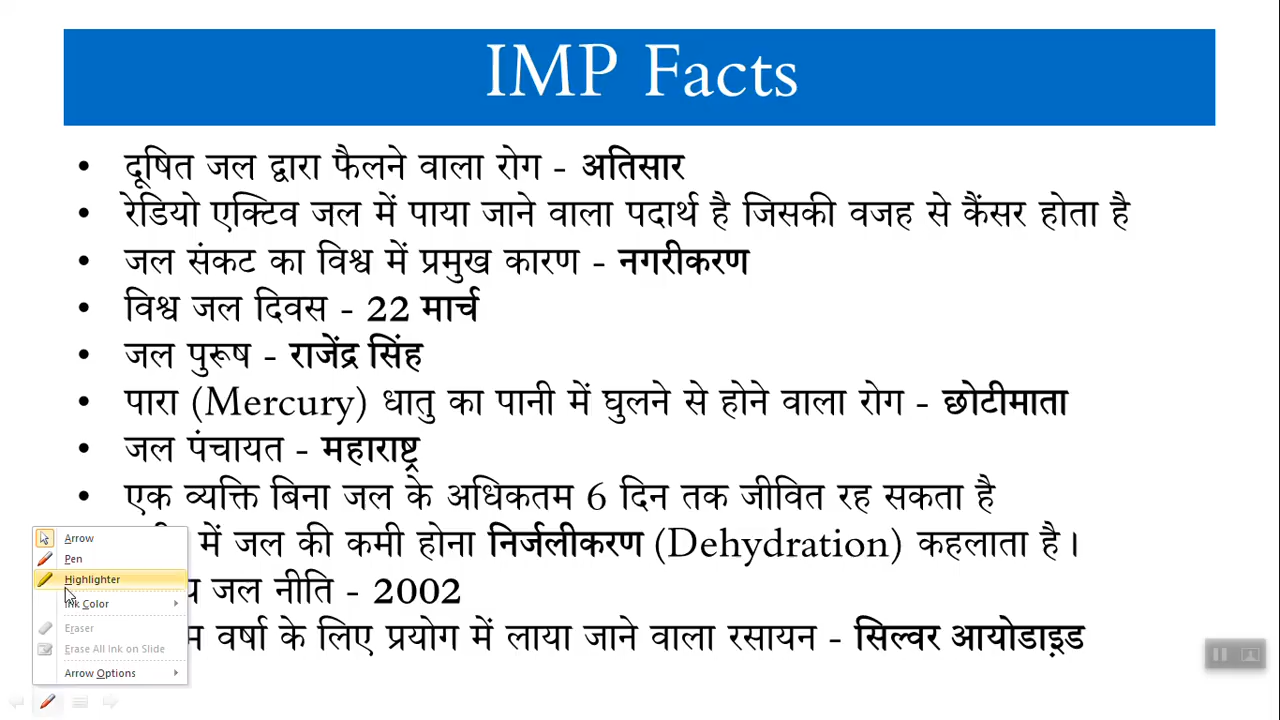 IMP Facts
• दूषित जल द्वारा फैलने वाला रोग - अतिसार
• रेडियो एक्टिव जल में पाया जाने वाला पदार्थ है जिसकी वजह से कैंसर होता है
• जल संकट का विश्व में प्रमुख कारण - नगरीकरण
• विश्व जल दिवस - 22 मार्च
• जल पुरूष - राजेंद्र सिंह
• पारा (Mercury) धातु का पानी में घुलने से होने वाला रोग - छोटीमाता
• जल पंचायत - महाराष्ट्र
• एक व्यक्ति बिना जल के अधिकतम 6 दिन तक जीवित रह सकता है
में जल की कमी होना निर्जलीकरण (Dehydration) कहलाता है।
जल नीति - 2002
वर्षा के लिए प्रयोग में लाया जाने वाला रसायन - सिल्वर आयोडाइड
Arrow
Pen
Highlighter
Ink Color
Eraser
Erase All Ink on Slide
Arrow Options